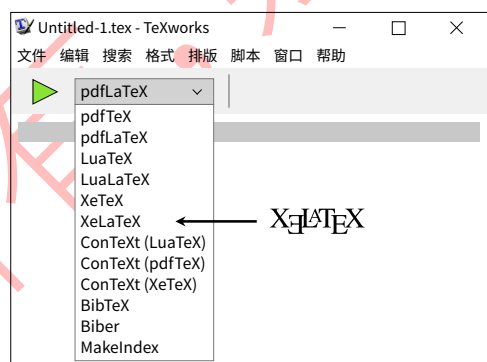 Untitled-1.tex - TeXworks
文件 编辑 搜索 格式 排版 脚本 窗口 帮助
pdfLaTeX
pdfTeX
pdfLaTeX
LuaTeX
LuaLaTeX
XeTeX
XeLaTeX
XƎLATEX
ConTeXt (LuaTeX)
ConTeXt (pdfTeX)
ConTeXt (XeTeX)
BibTeX
Biber
MakeIndex